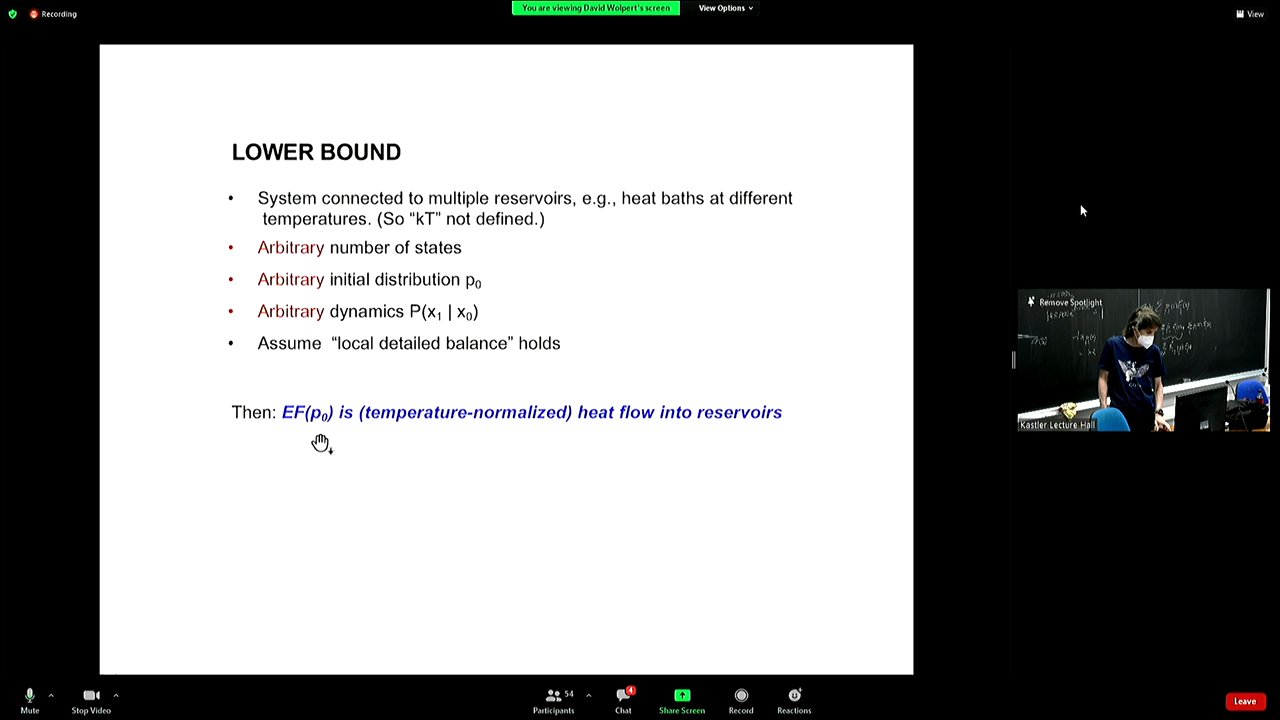 Recording
You are viewing David Wolpert's screen
View Options
View
LOWER BOUND
• System connected to multiple reservoirs, e.g., heat baths at different
temperatures. (So “kT” not defined.)
• Arbitrary number of states
• Arbitrary initial distribution p₀
• Arbitrary dynamics P(x₁ | x₀)
• Assume “local detailed balance” holds
Then: EF(p₀) is (temperature-normalized) heat flow into reservoirs
Remove Spotlight
Kastler Lecture Hall
Mute
Stop Video
54
Participants
4
Chat
Share Screen
Record
Reactions
Leave